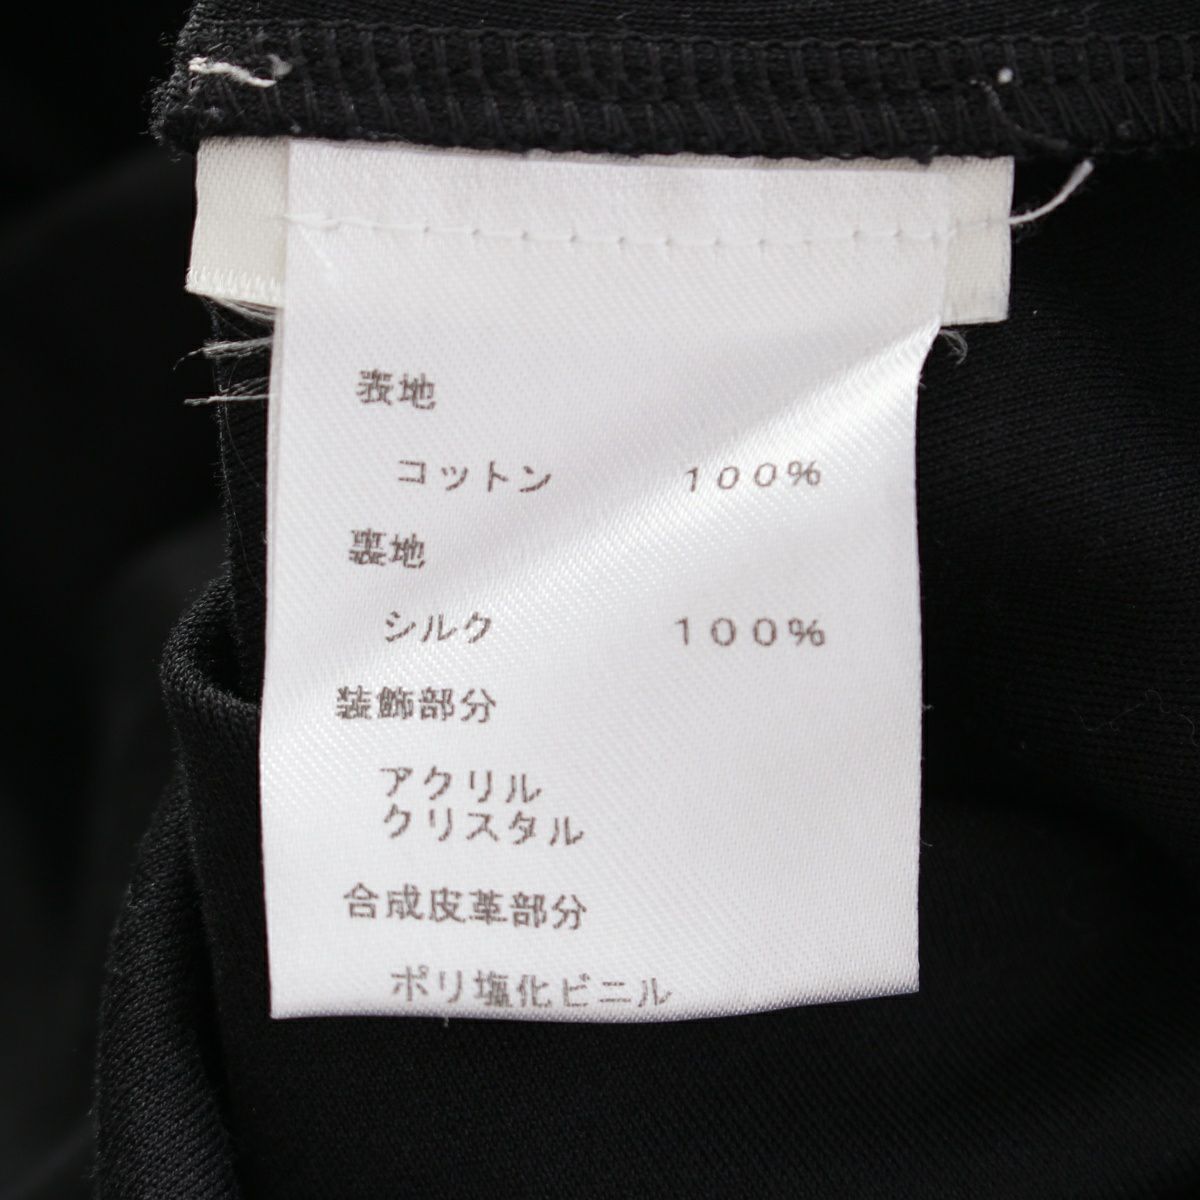 表地
コットン 100%
裏地
シルク 100%
装飾部分
アクリル
クリスタル
合成皮革部分
ポリ塩化ビニル